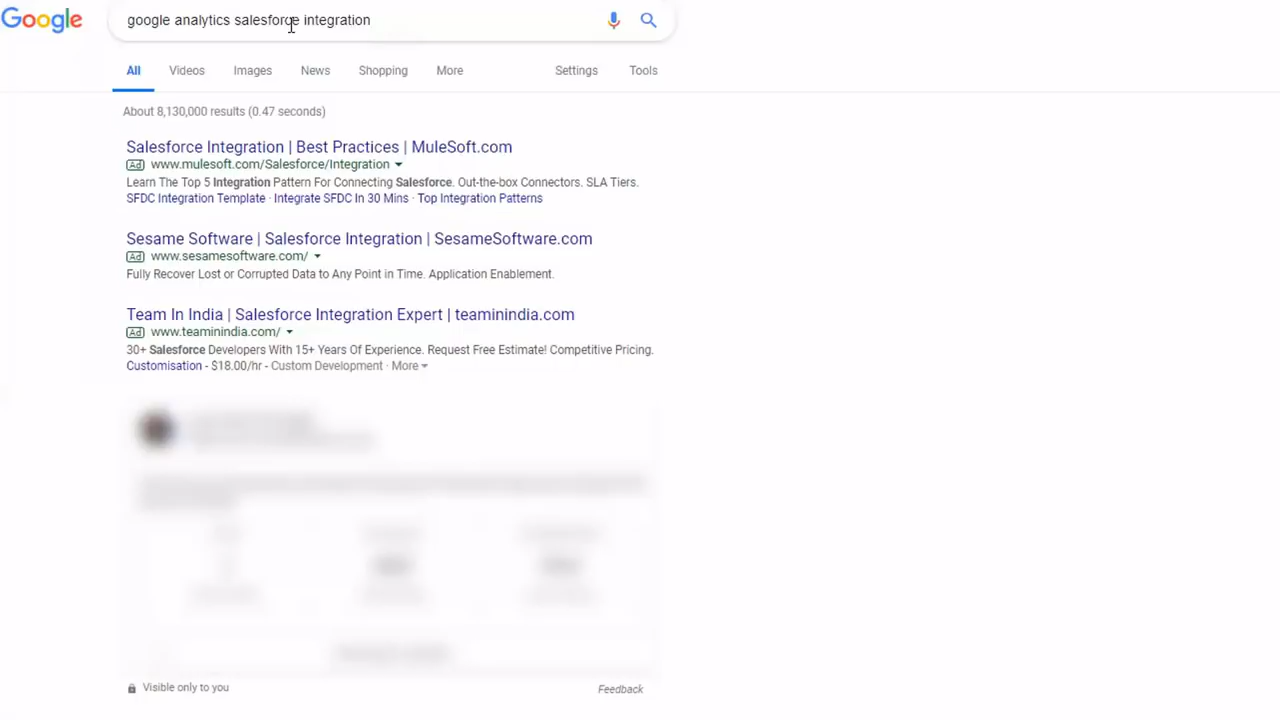 Google
google analytics salesforce integration
All Videos Images News Shopping More Settings Tools
About 8,130,000 results (0.47 seconds)
Salesforce Integration | Best Practices | MuleSoft.com
Ad www.mulesoft.com/Salesforce/Integration
Learn The Top 5 Integration Pattern For Connecting Salesforce. Out-the-box Connectors. SLA Tiers.
SFDC Integration Template · Integrate SFDC In 30 Mins · Top Integration Patterns
Sesame Software | Salesforce Integration | SesameSoftware.com
Ad www.sesamesoftware.com/
Fully Recover Lost or Corrupted Data to Any Point in Time. Application Enablement.
Team In India | Salesforce Integration Expert | teaminindia.com
Ad www.teaminindia.com/
30+ Salesforce Developers With 15+ Years Of Experience. Request Free Estimate! Competitive Pricing.
Customisation - $18.00/hr - Custom Development · More
Visible only to you
Feedback